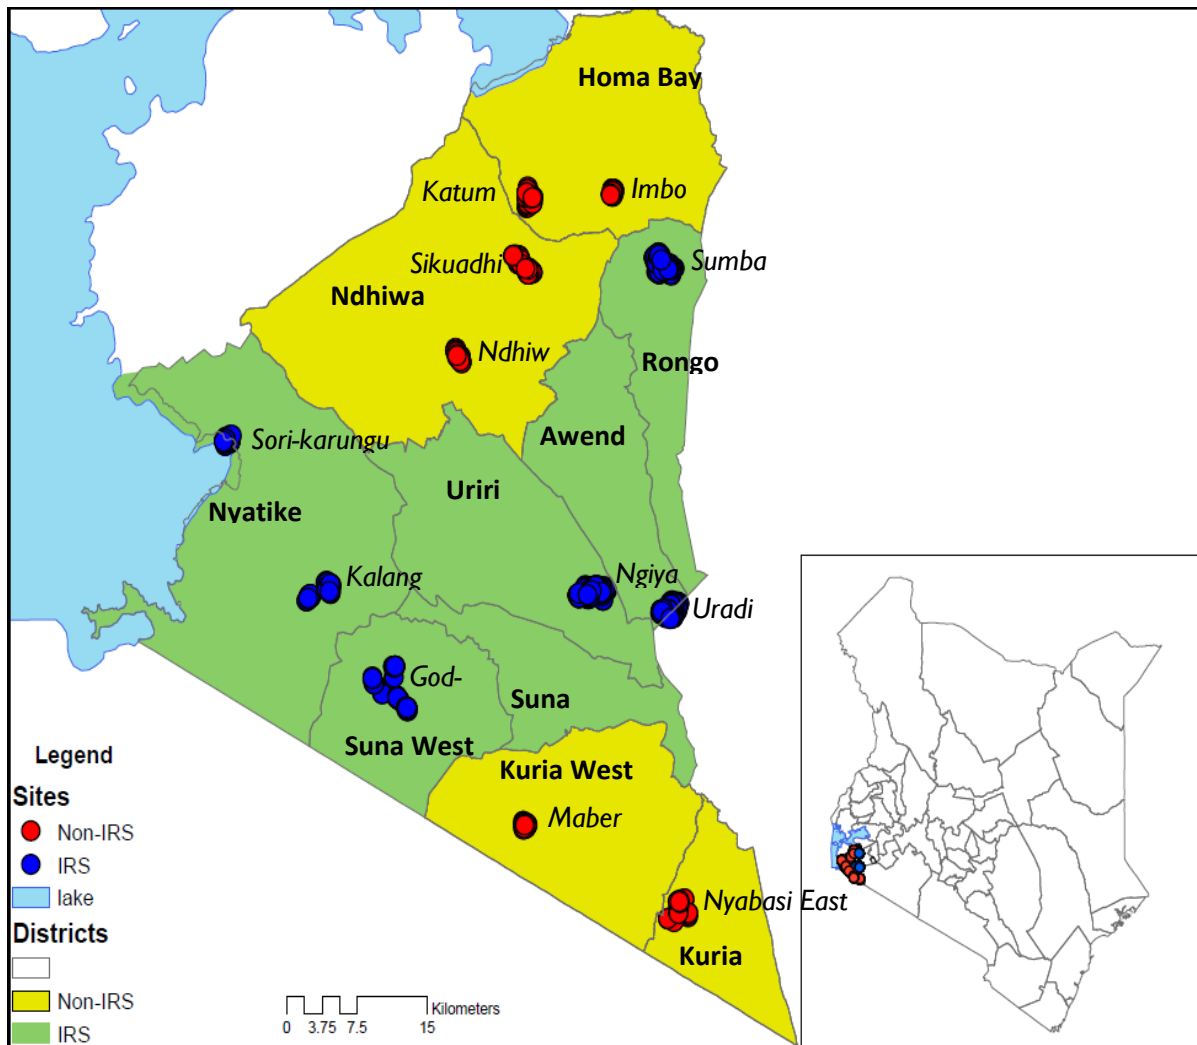 Homa Bay
Katum
Imbo
Sikuadhi
Sumba
Ndhiwa
Ndhiw
Rongo
Awend
Sori-karungu
Uriri
Nyatike
Kalang
Ngiya
Uradi
God-
Suna
Suna West
Kuria West
Maber
Nyabasi East
Kuria
Legend
Sites
Non-IRS
IRS
lake
Districts
Non-IRS
IRS
Kilometers
0 3.75 7.5 15